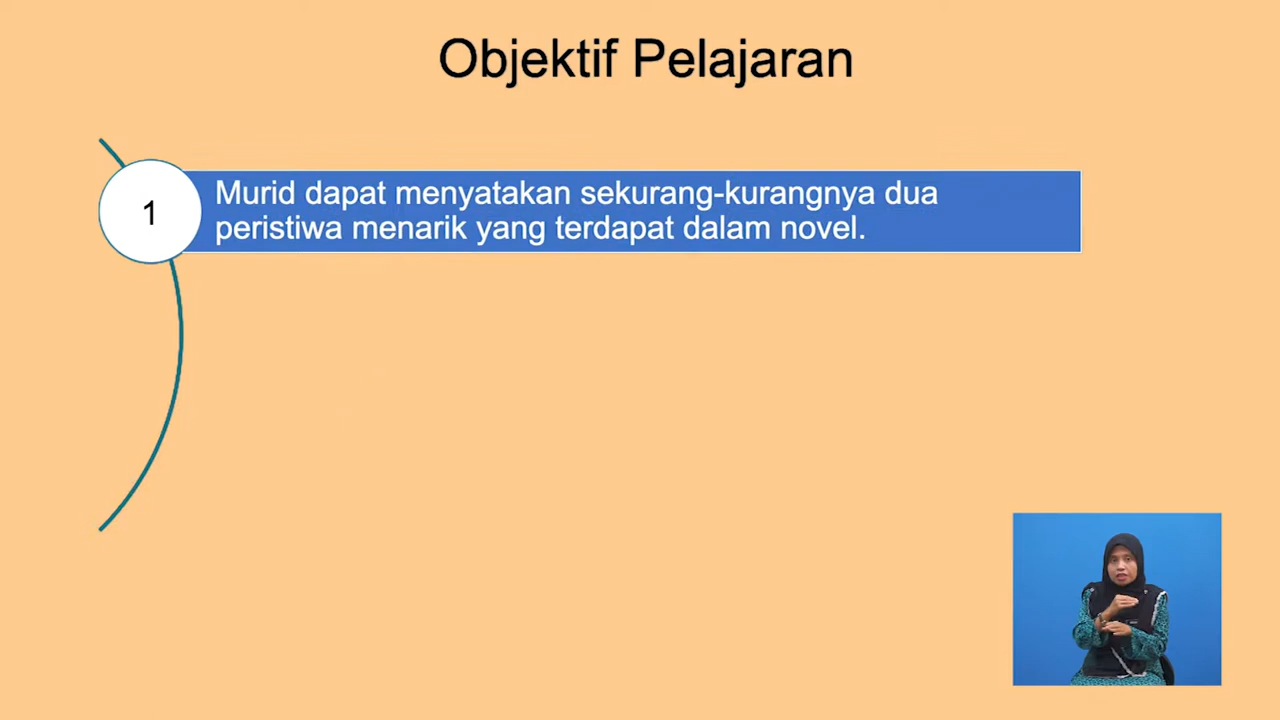 Objektif Pelajaran
1
Murid dapat menyatakan sekurang-kurangnya dua
peristiwa menarik yang terdapat dalam novel.